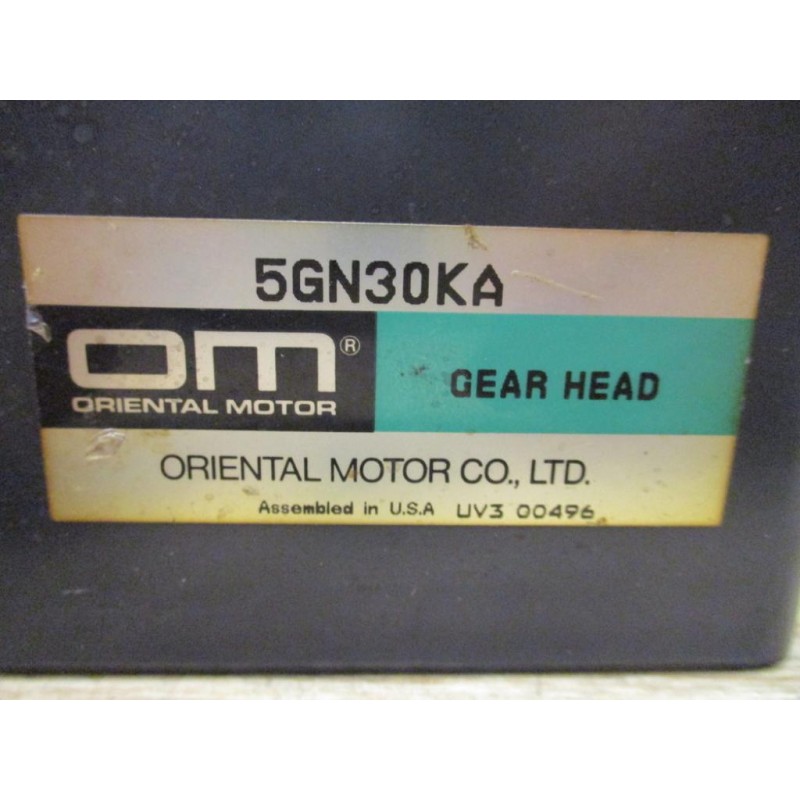 5GN30KA
OM®
ORIENTAL MOTOR
GEAR HEAD
ORIENTAL MOTOR CO., LTD.
Assembled in U.S.A UV3 00496